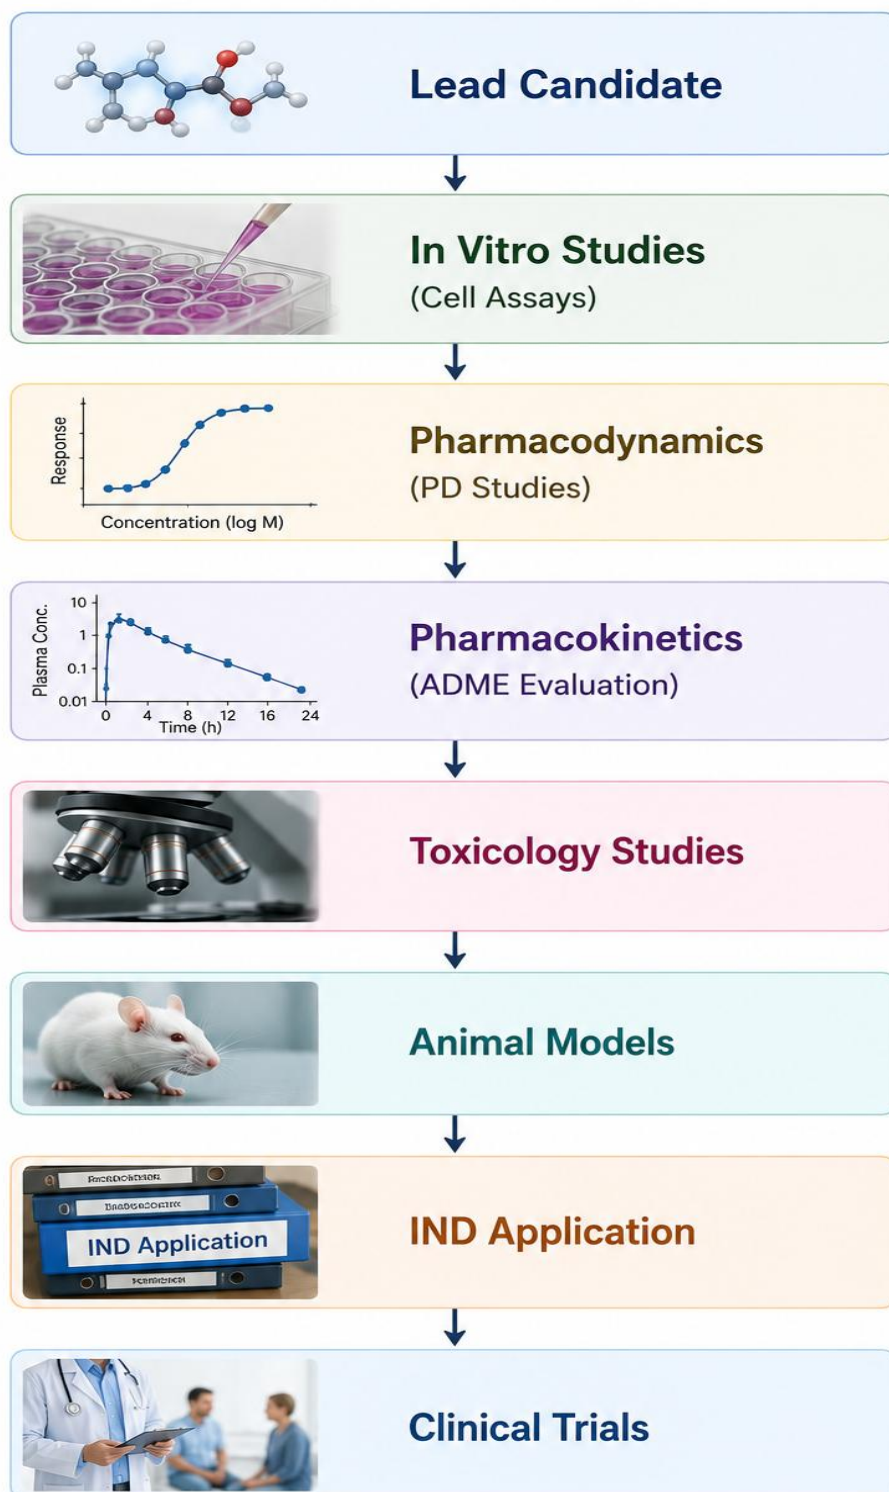 Lead Candidate
In Vitro Studies
(Cell Assays)
Response
Concentration (log M)
Pharmacodynamics
(PD Studies)
Plasma Conc.
10
1
0.1
0.01
0 4 8 12 16 24
Time (h)
Pharmacokinetics
(ADME Evaluation)
Toxicology Studies
Animal Models
IND Application
IND Application
Clinical Trials